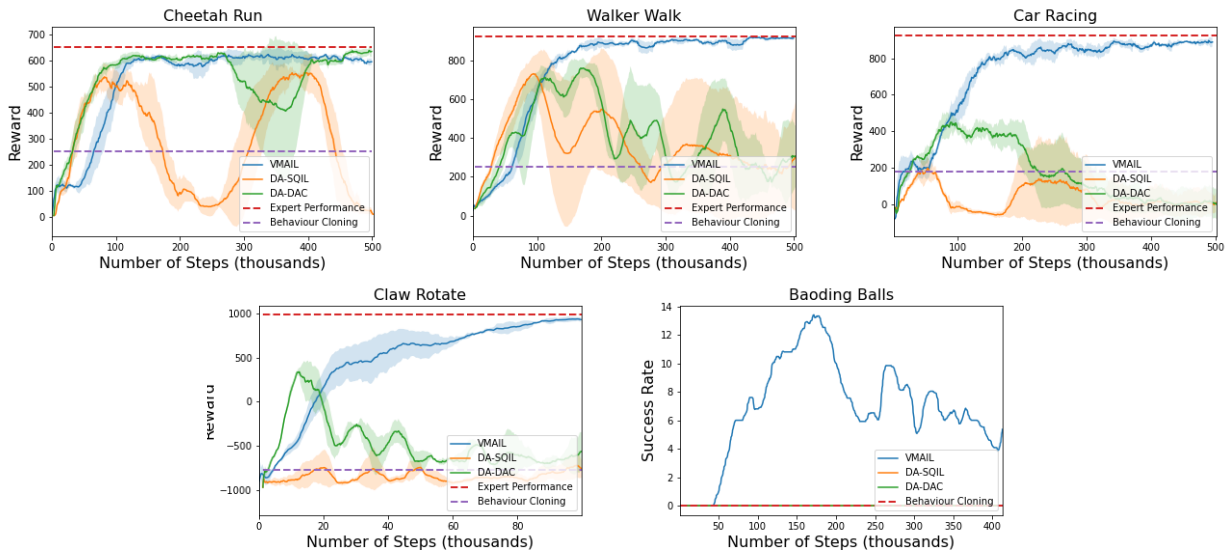 Cheetah Run
700
600
500
400
300
200
100
0
Reward
VMAIL
DA-SQIL
DA-DAC
Expert Performance
Behaviour Cloning
0 100 200 300 400 500
Number of Steps (thousands)
Walker Walk
800
600
400
200
0
Reward
VMAIL
DA-SQIL
DA-DAC
Expert Performance
Behaviour Cloning
0 100 200 300 400 500
Number of Steps (thousands)
Car Racing
800
600
400
200
0
Reward
VMAIL
DA-SQIL
DA-DAC
Expert Performance
Behaviour Cloning
100 200 300 400 500
Number of Steps (thousands)
Claw Rotate
1000
500
0
−500
−1000
Reward
VMAIL
DA-SQIL
DA-DAC
Expert Performance
Behaviour Cloning
0 20 40 60 80
Number of Steps (thousands)
Baoding Balls
14
12
10
8
6
4
2
0
Success Rate
VMAIL
DA-SQIL
DA-DAC
Behaviour Cloning
50 100 150 200 250 300 350 400
Number of Steps (thousands)